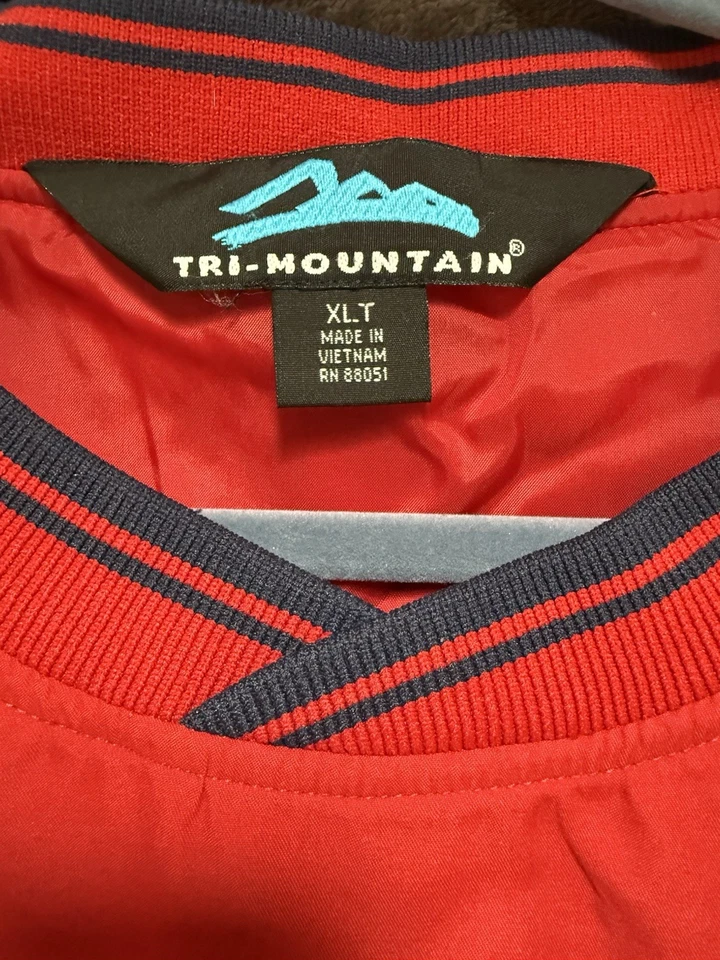 TRI-MOUNTAIN®
XLT
MADE IN
VIETNAM
RN 88051